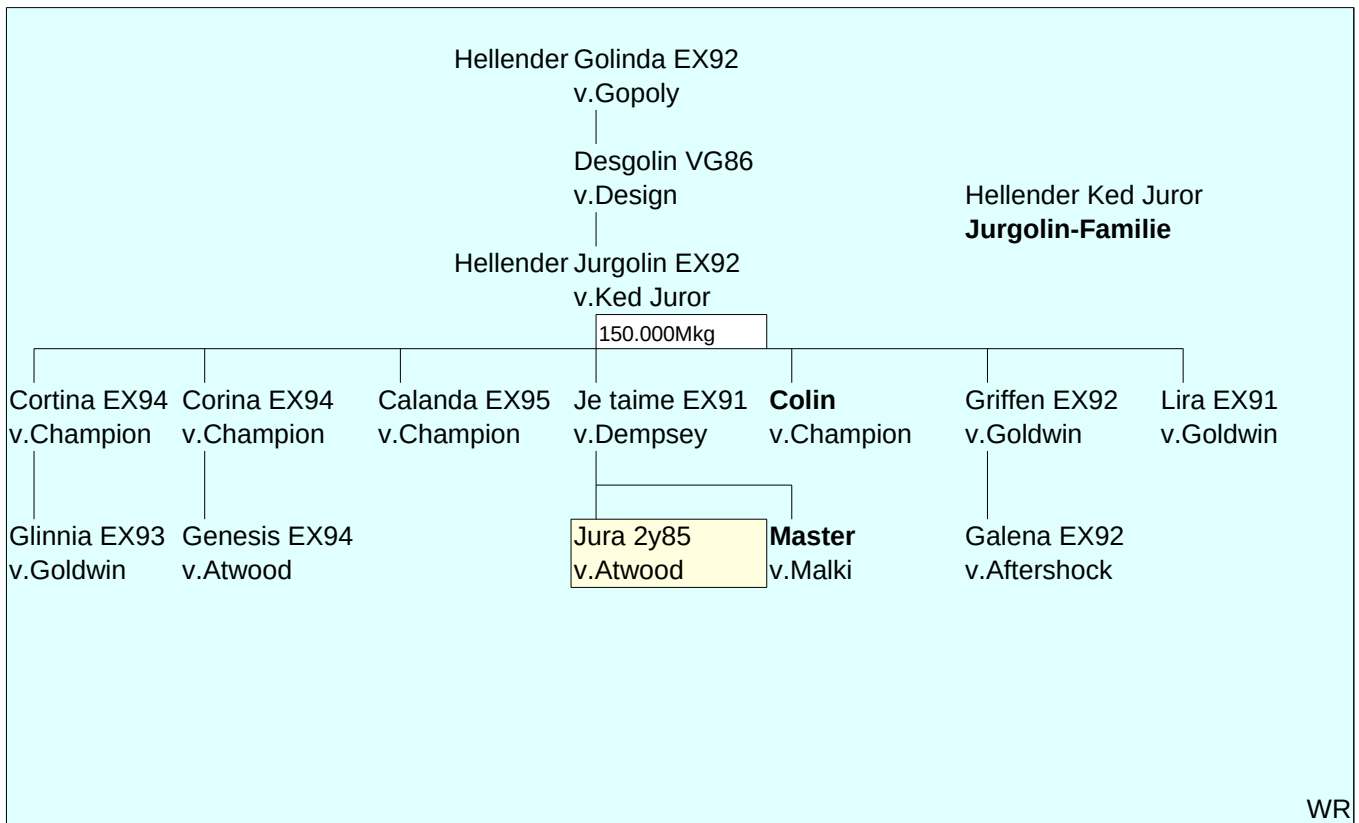 Hellender Golinda EX92
v.Gopoly
Desgolin VG86
v.Design
Hellender Ked Juror
Jurgolin-Familie
Hellender Jurgolin EX92
v.Ked Juror
150.000Mkg
Cortina EX94 Corina EX94 Calanda EX95 Je taime EX91 Colin Griffen EX92 Lira EX91
v.Champion v.Champion v.Champion v.Dempsey v.Champion v.Goldwin v.Goldwin
Glinnia EX93 Genesis EX94 Jura 2y85 Master Galena EX92
v.Goldwin v.Atwood v.Atwood v.Malki v.Aftershock
WR